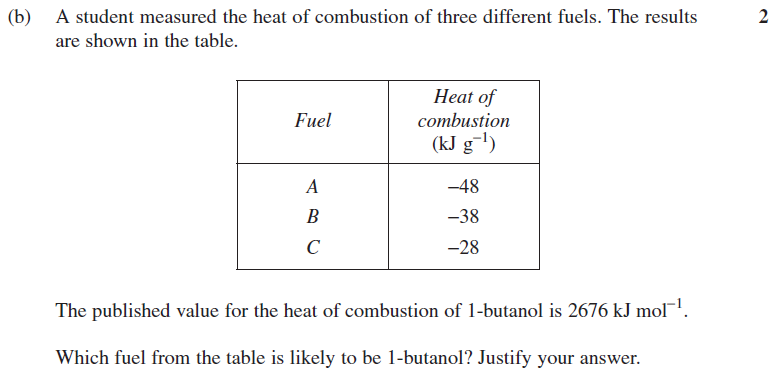 (b) A student measured the heat of combustion of three different fuels. The results 2
are shown in the table.
Fuel
Heat of
combustion
(kJ g⁻¹)
A –48
B –38
C –28
The published value for the heat of combustion of 1-butanol is 2676 kJ mol⁻¹.
Which fuel from the table is likely to be 1-butanol? Justify your answer.